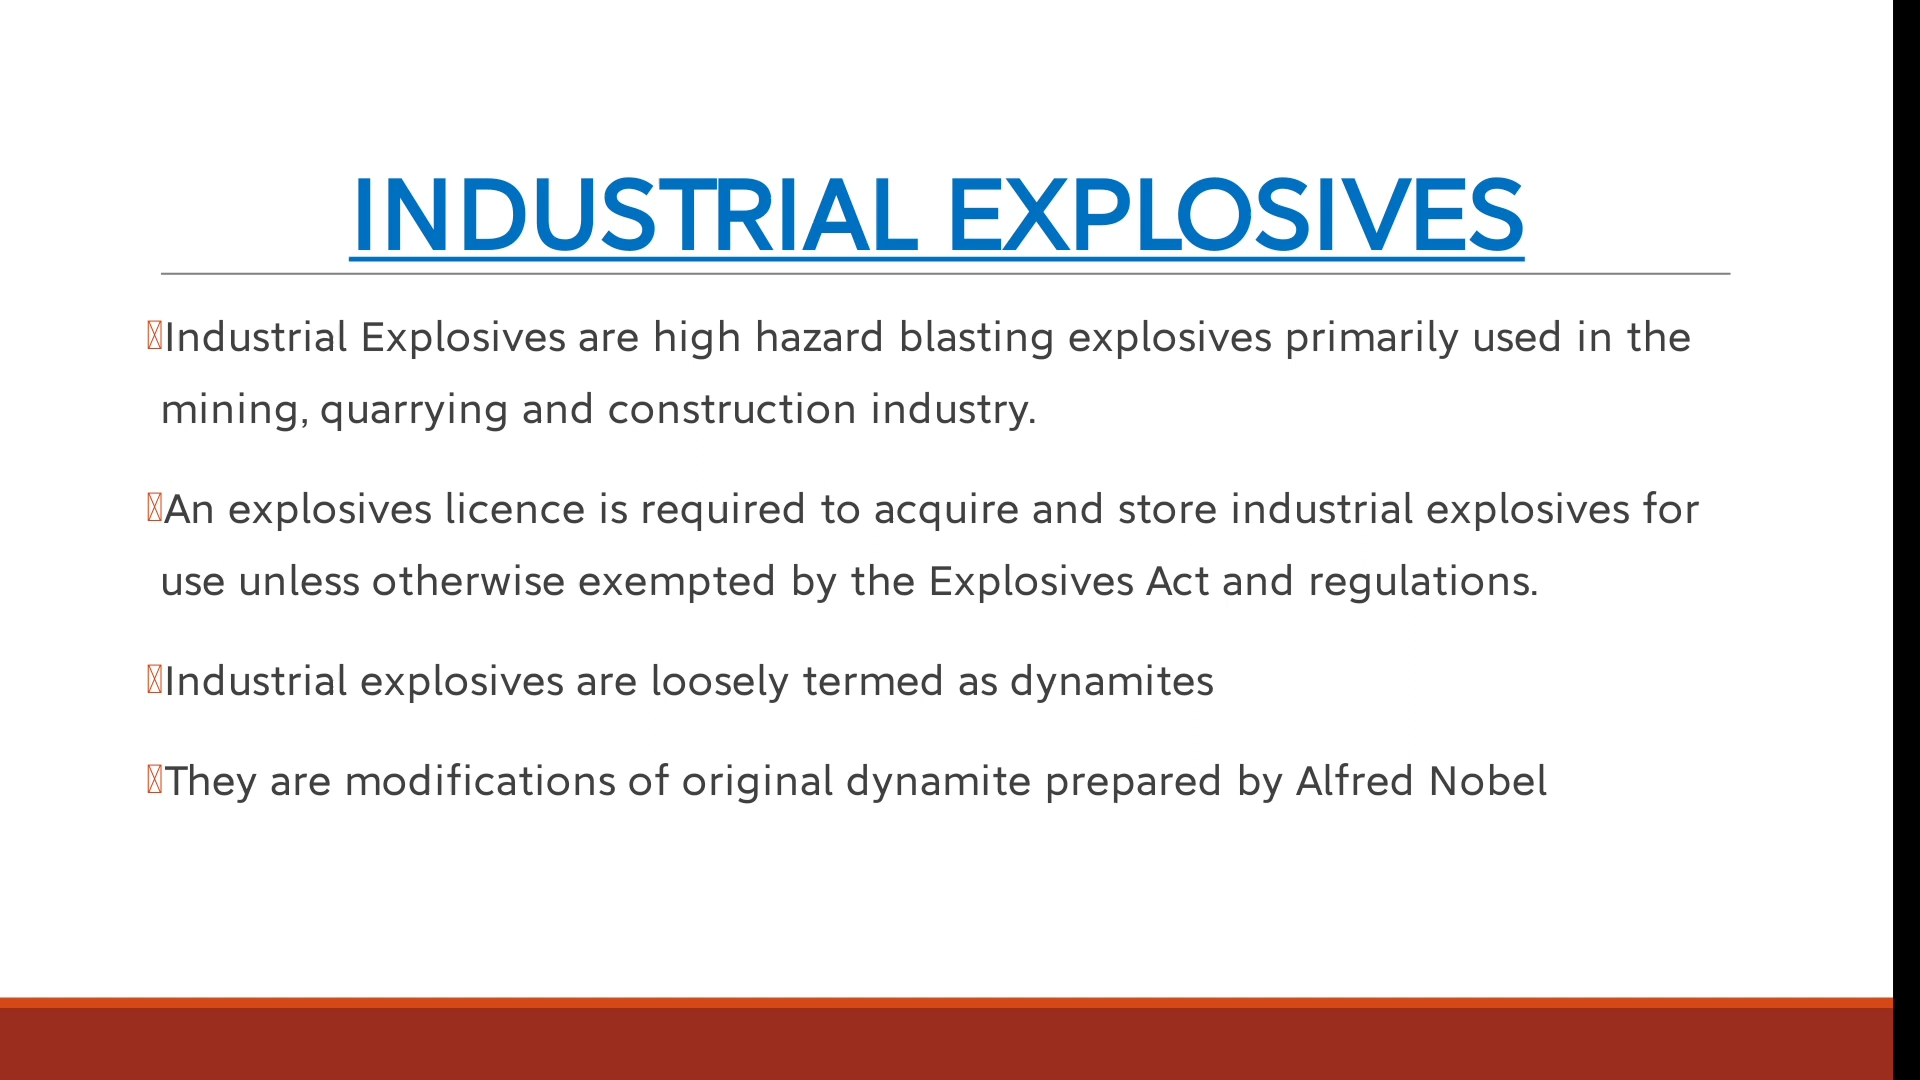 INDUSTRIAL EXPLOSIVES
Industrial Explosives are high hazard blasting explosives primarily used in the
mining, quarrying and construction industry.
An explosives licence is required to acquire and store industrial explosives for
use unless otherwise exempted by the Explosives Act and regulations.
Industrial explosives are loosely termed as dynamites
They are modifications of original dynamite prepared by Alfred Nobel